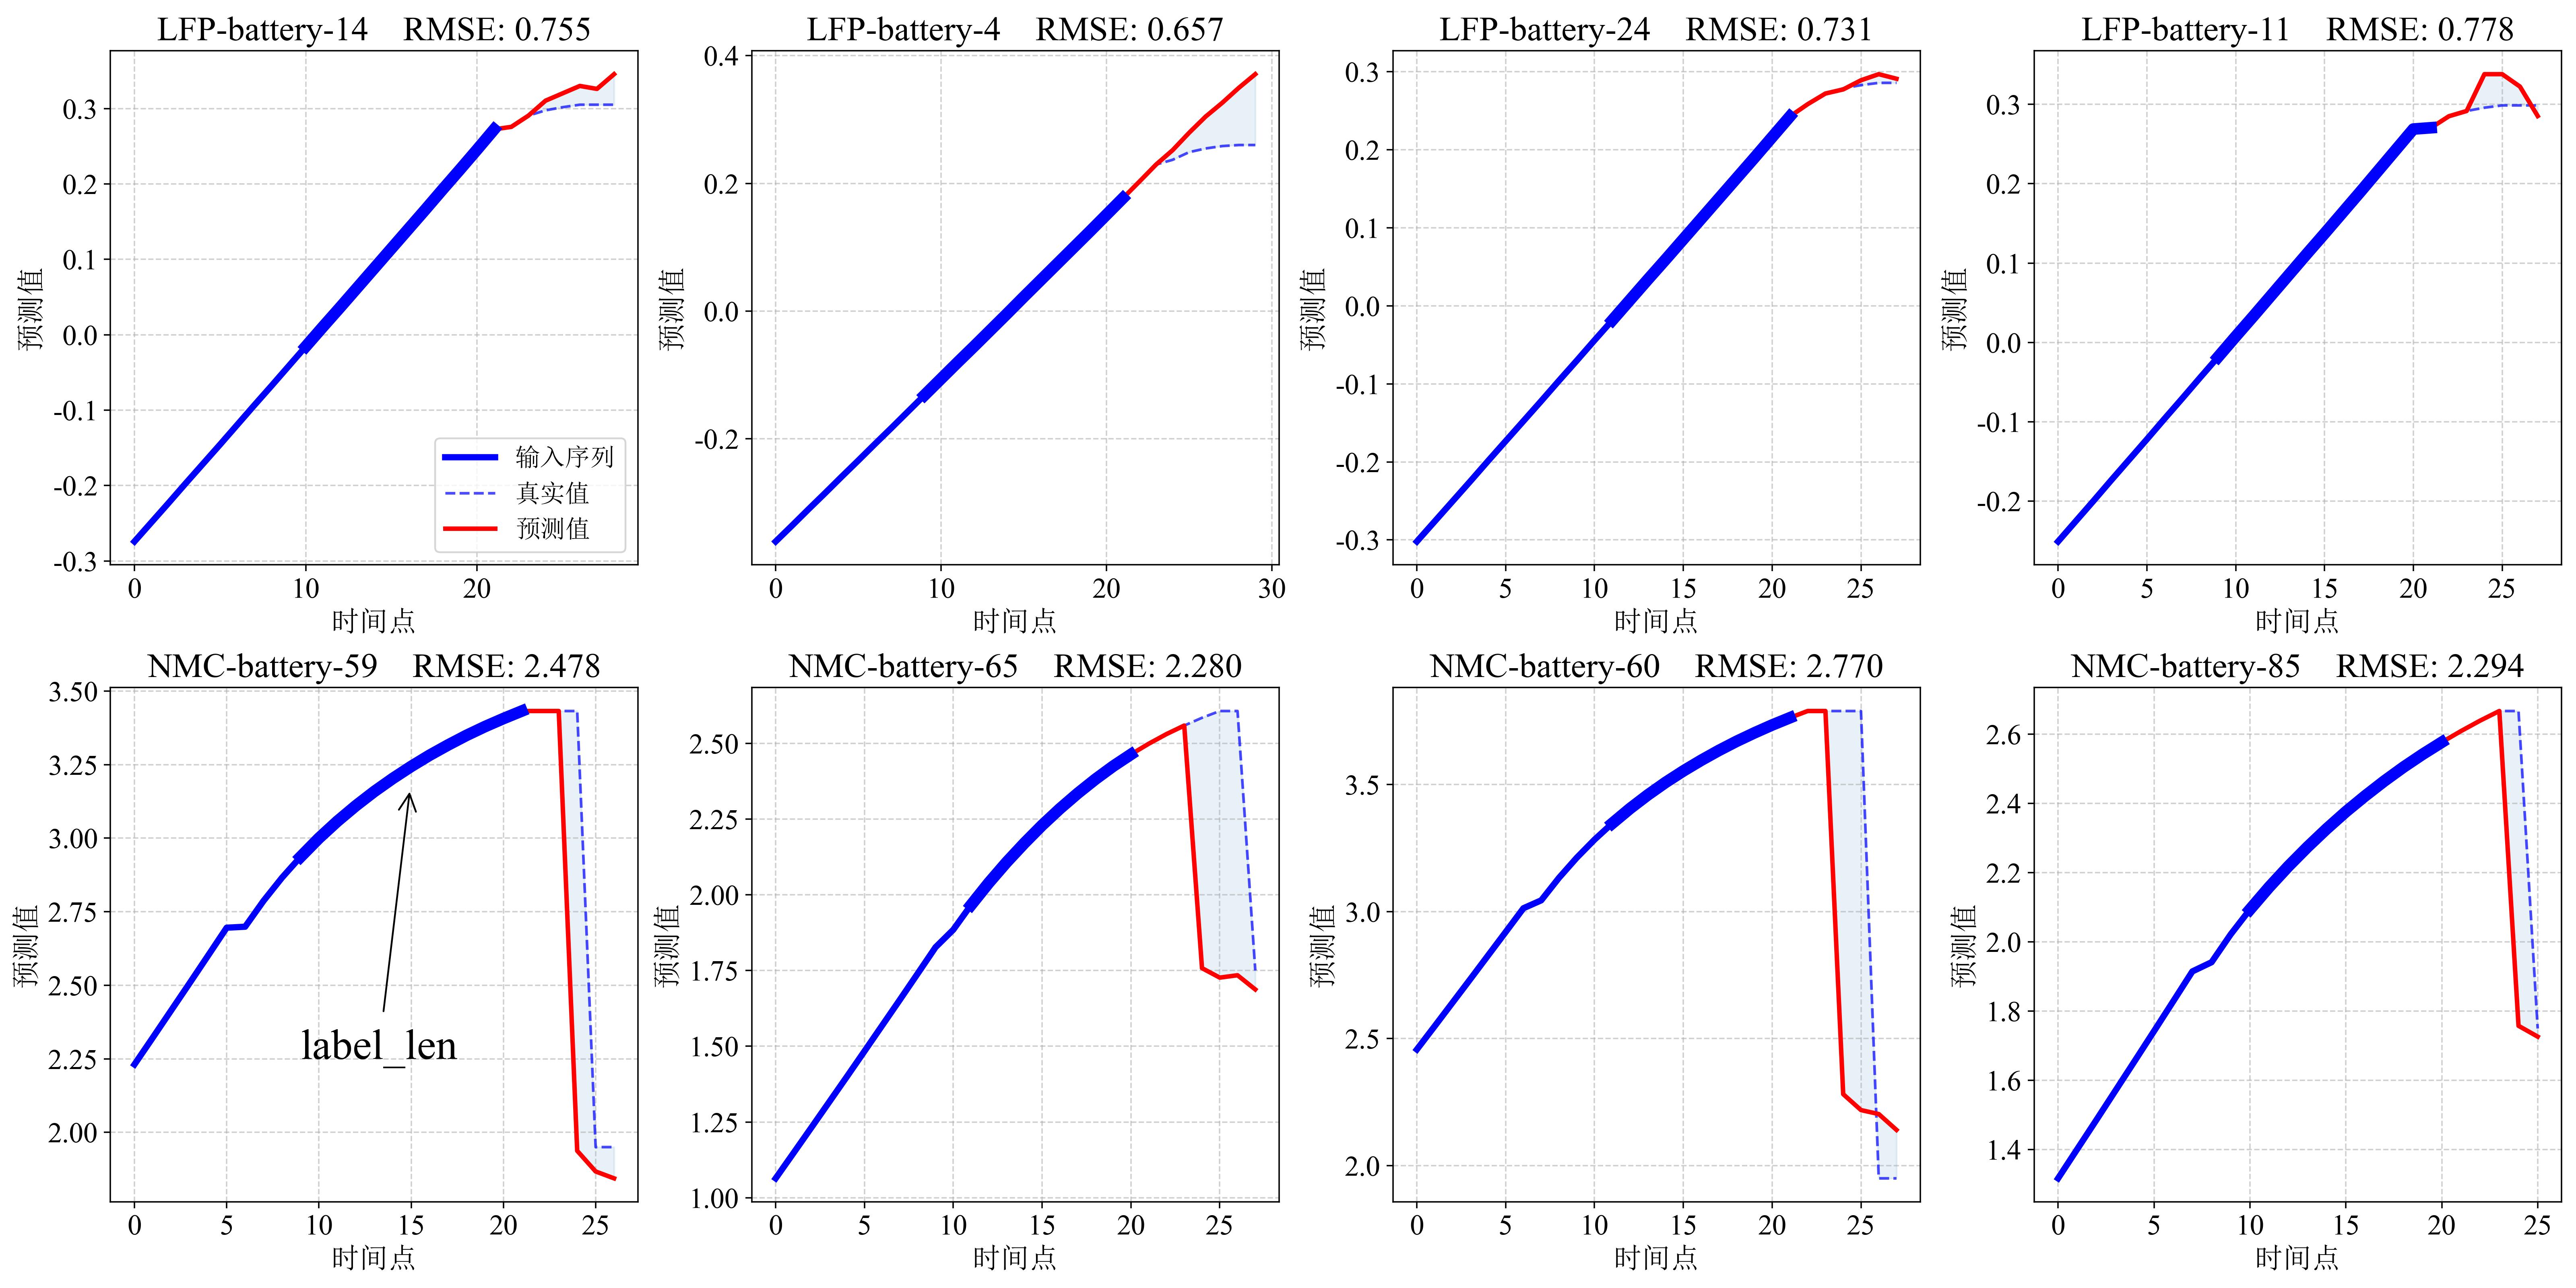 LFP-battery-14 RMSE: 0.755
0.3
0.2
0.1
0.0
-0.1
-0.2
-0.3
预测值
输入序列
真实值
预测值
0 10 20
时间点
LFP-battery-4 RMSE: 0.657
0.4
0.2
0.0
-0.2
预测值
0 10 20 30
时间点
LFP-battery-24 RMSE: 0.731
0.3
0.2
0.1
0.0
-0.1
-0.2
-0.3
预测值
0 5 10 15 20 25
时间点
LFP-battery-11 RMSE: 0.778
0.3
0.2
0.1
0.0
-0.1
-0.2
预测值
0 5 10 15 20 25
时间点
NMC-battery-59 RMSE: 2.478
3.50
3.25
3.00
2.75
2.50
2.25
2.00
预测值
label_len
0 5 10 15 20 25
时间点
NMC-battery-65 RMSE: 2.280
2.50
2.25
2.00
1.75
1.50
1.25
1.00
预测值
0 5 10 15 20 25
时间点
NMC-battery-60 RMSE: 2.770
3.5
3.0
2.5
2.0
预测值
0 5 10 15 20 25
时间点
NMC-battery-85 RMSE: 2.294
2.6
2.4
2.2
2.0
1.8
1.6
1.4
预测值
0 5 10 15 20 25
时间点